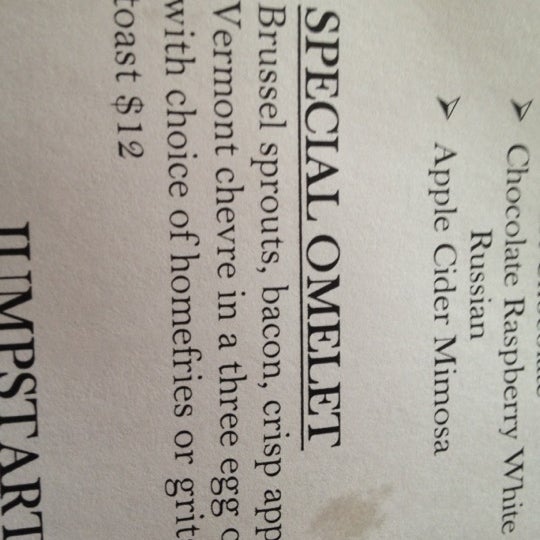 Chocolate Raspberry White
Russian
Apple Cider Mimosa
SPECIAL OMELET
Brussel sprouts, bacon, crisp app
Vermont chevre in a three egg
with choice of homefries or grit
toast $12
JUMPSTART